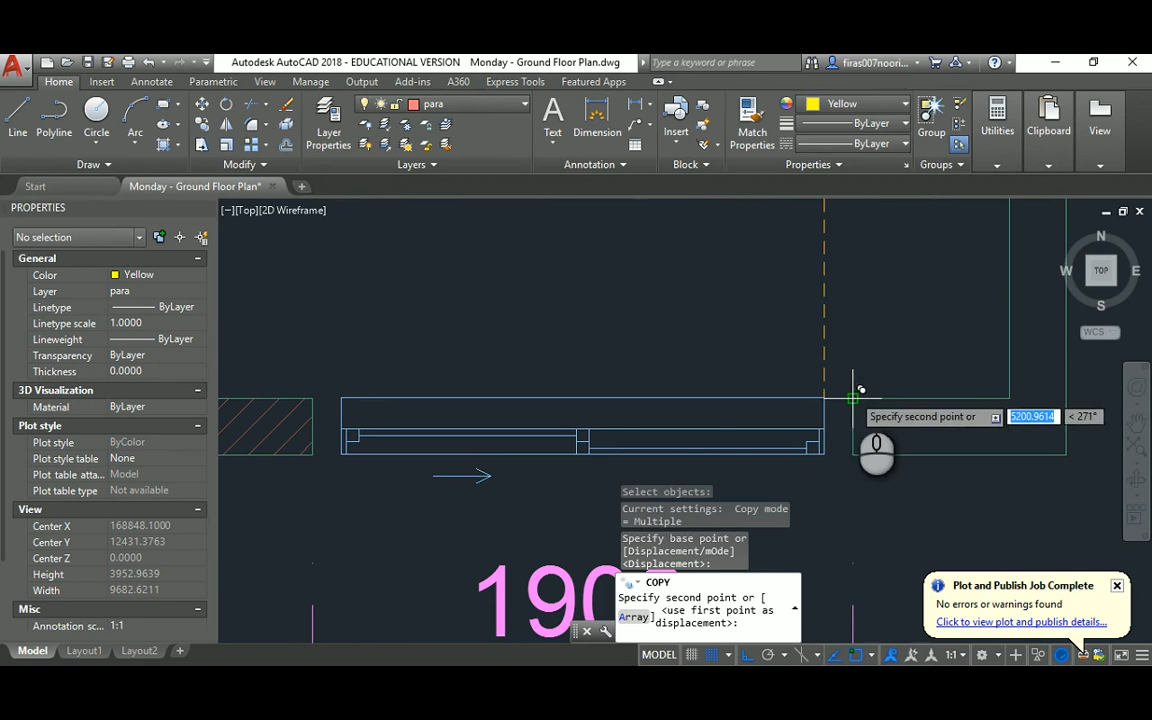 Autodesk AutoCAD 2018 - EDUCATIONAL VERSION Monday - Ground Floor Plan.dwg
Type a keyword or phrase
firas007noori...
Home Insert Annotate Parametric View Manage Output Add-ins A360 Express Tools Featured Apps
para
Yellow
ByLayer
ByLayer
Line Polyline Circle Arc
Layer Properties
Text Dimension
Insert
Match Properties
Group
Utilities Clipboard View
Draw Modify Layers Annotation Block Properties Groups
Start Monday - Ground Floor Plan*
PROPERTIES
[−][Top][2D Wireframe]
No selection
General
Color Yellow
Layer para
Linetype ByLayer
Linetype scale 1.0000
Lineweight ByLayer
Transparency ByLayer
Thickness 0.0000
3D Visualization
Material ByLayer
Plot style
Plot style ByColor
Plot style table None
Plot table atta... Model
Plot table type Not available
View
Center X 168848.1000
Center Y 12431.3763
Center Z 0.0000
Height 3952.9639
Width 9682.6211
Misc
Annotation sc... 1:1
N
W TOP E
S
WCS
Specify second point or 5200.9614 < 271°
Select objects:
Current settings: Copy mode
= Multiple
Specify base point or
[Displacement/mOde]
<Displacement>:
190
COPY
Specify second point or [
Array] <use first point as
displacement>:
Plot and Publish Job Complete
No errors or warnings found
Click to view plot and publish details...
Model Layout1 Layout2
MODEL 1:1